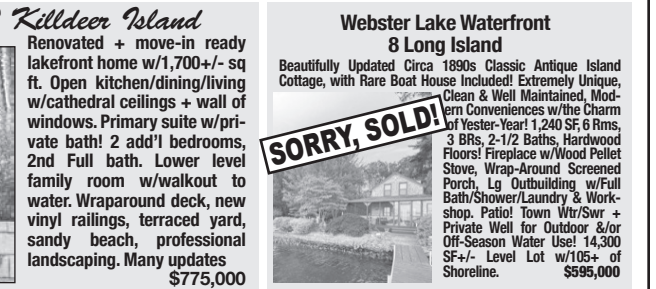 Killdeer Island
Renovated + move-in ready
lakefront home w/1,700+/- sq
ft. Open kitchen/dining/living
w/cathedral ceilings + wall of
windows. Primary suite w/pri-
vate bath! 2 add'l bedrooms,
2nd Full bath. Lower level
family room w/walkout to
water. Wraparound deck, new
vinyl railings, terraced yard,
sandy beach, professional
landscaping. Many updates
$775,000
Webster Lake Waterfront
8 Long Island
Beautifully Updated Circa 1890s Classic Antique Island
Cottage, with Rare Boat House Included! Extremely Unique,
Clean & Well Maintained, Mod-
ern Conveniences w/the Charm
of Yester-Year! 1,240 SF, 6 Rms,
3 BRs, 2-1/2 Baths, Hardwood
Floors! Fireplace w/Wood Pellet
Stove, Wrap-Around Screened
Porch, Lg Outbuilding w/Full
Bath/Shower/Laundry & Work-
shop. Patio! Town Wtr/Swr +
Private Well for Outdoor &/or
Off-Season Water Use! 14,300
SF+/- Level Lot w/105+ of
Shoreline. $595,000
SORRY, SOLD!